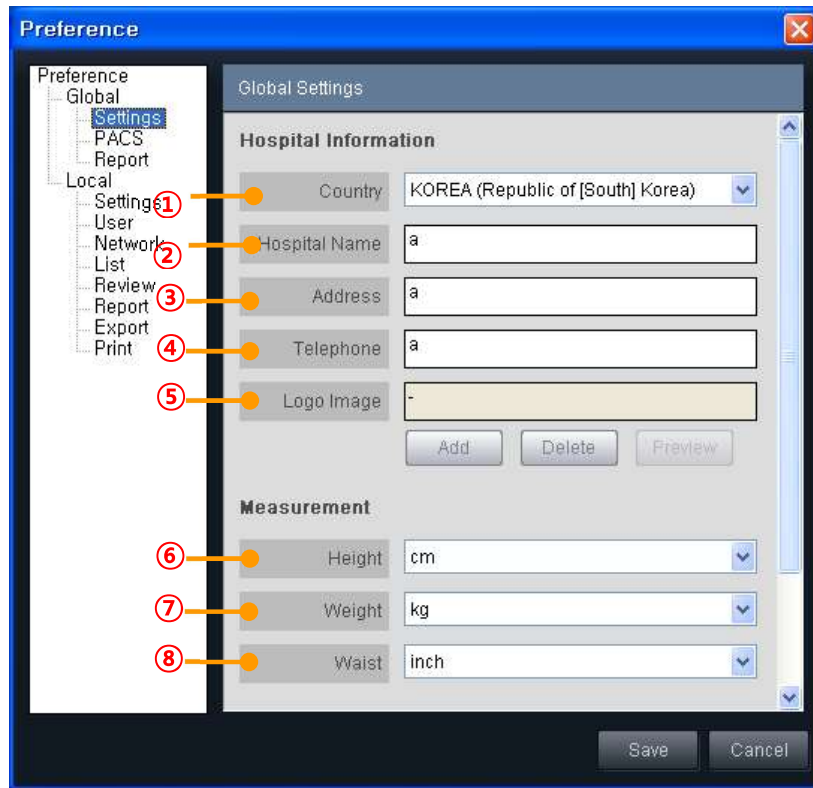 Preference
Preference
Global
Settings
PACS
Report
Local
Settings
User
Network
List
Review
Report
Export
Print
Global Settings
Hospital Information
① Country KOREA (Republic of [South] Korea)
② Hospital Name a
③ Address a
④ Telephone a
⑤ Logo Image -
Add Delete Preview
Measurement
⑥ Height cm
⑦ Weight kg
⑧ Waist inch
Save Cancel